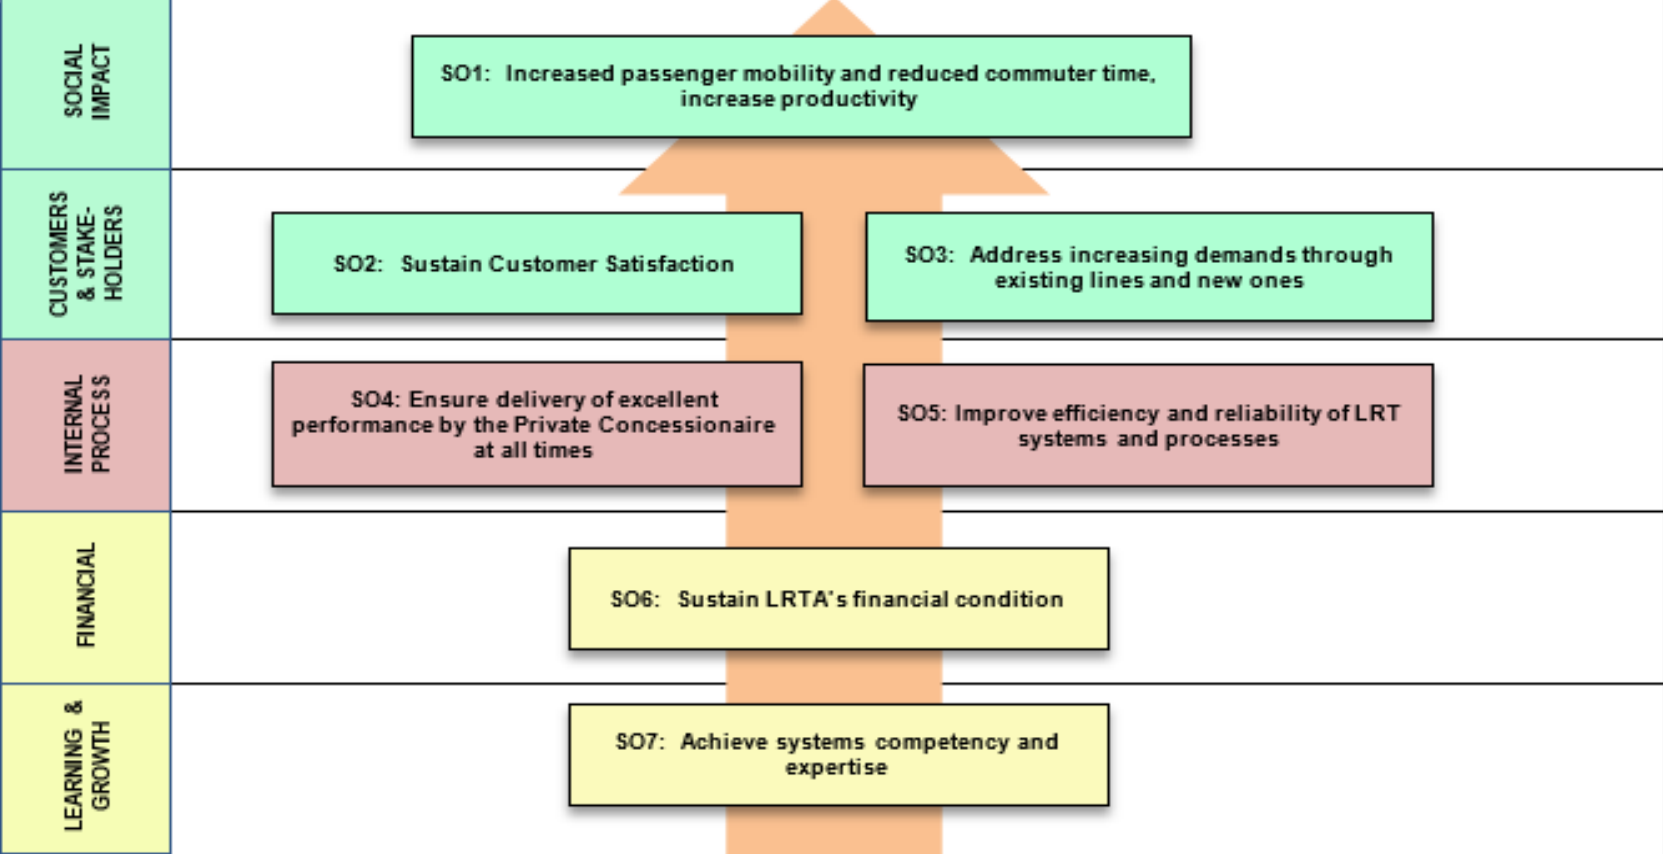 SOCIAL
IMPACT
SO1: Increased passenger mobility and reduced commuter time,
increase productivity
CUSTOMERS
& STAKE-
HOLDERS
SO2: Sustain Customer Satisfaction
SO3: Address increasing demands through
existing lines and new ones
INTERNAL
PROCESS
SO4: Ensure delivery of excellent
performance by the Private Concessionaire
at all times
SO5: Improve efficiency and reliability of LRT
systems and processes
FINANCIAL
SO6: Sustain LRTA's financial condition
LEARNING &
GROWTH
SO7: Achieve systems competency and
expertise